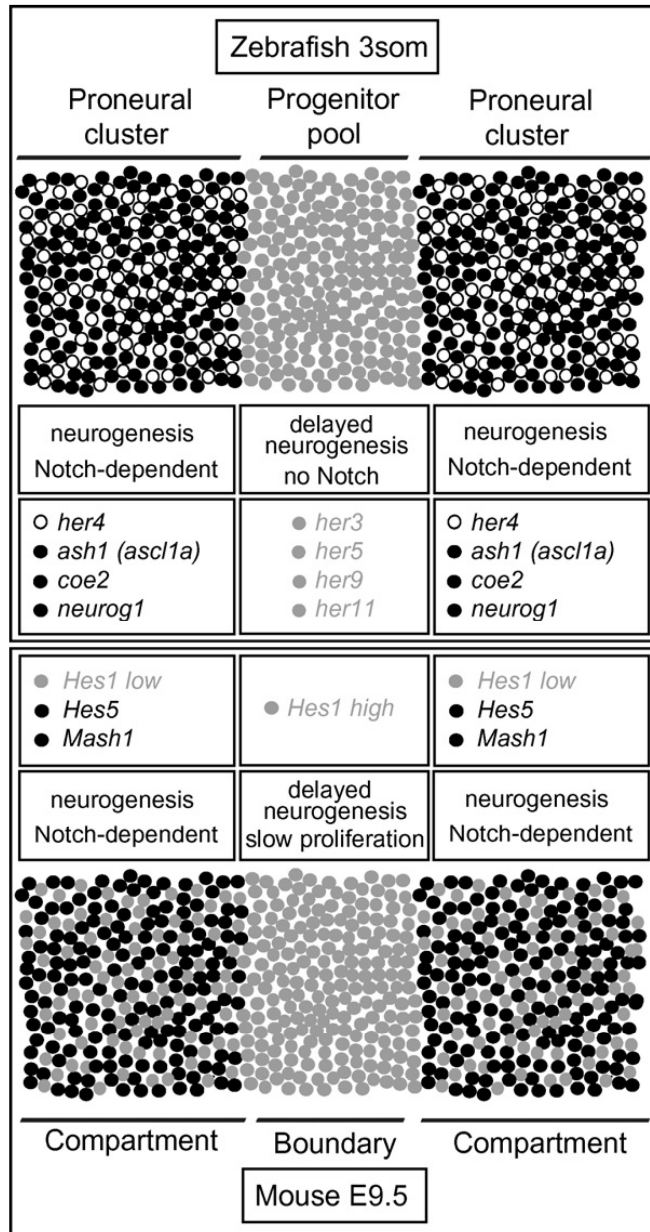 Zebrafish 3som
Proneural cluster
Progenitor pool
Proneural cluster
neurogenesis
Notch-dependent
delayed
neurogenesis
no Notch
neurogenesis
Notch-dependent
her4
ash1 (ascl1a)
coe2
neurog1
her3
her5
her9
her11
her4
ash1 (ascl1a)
coe2
neurog1
Hes1 low
Hes5
Mash1
Hes1 high
Hes1 low
Hes5
Mash1
neurogenesis
Notch-dependent
delayed
neurogenesis
slow proliferation
neurogenesis
Notch-dependent
Compartment
Boundary
Compartment
Mouse E9.5